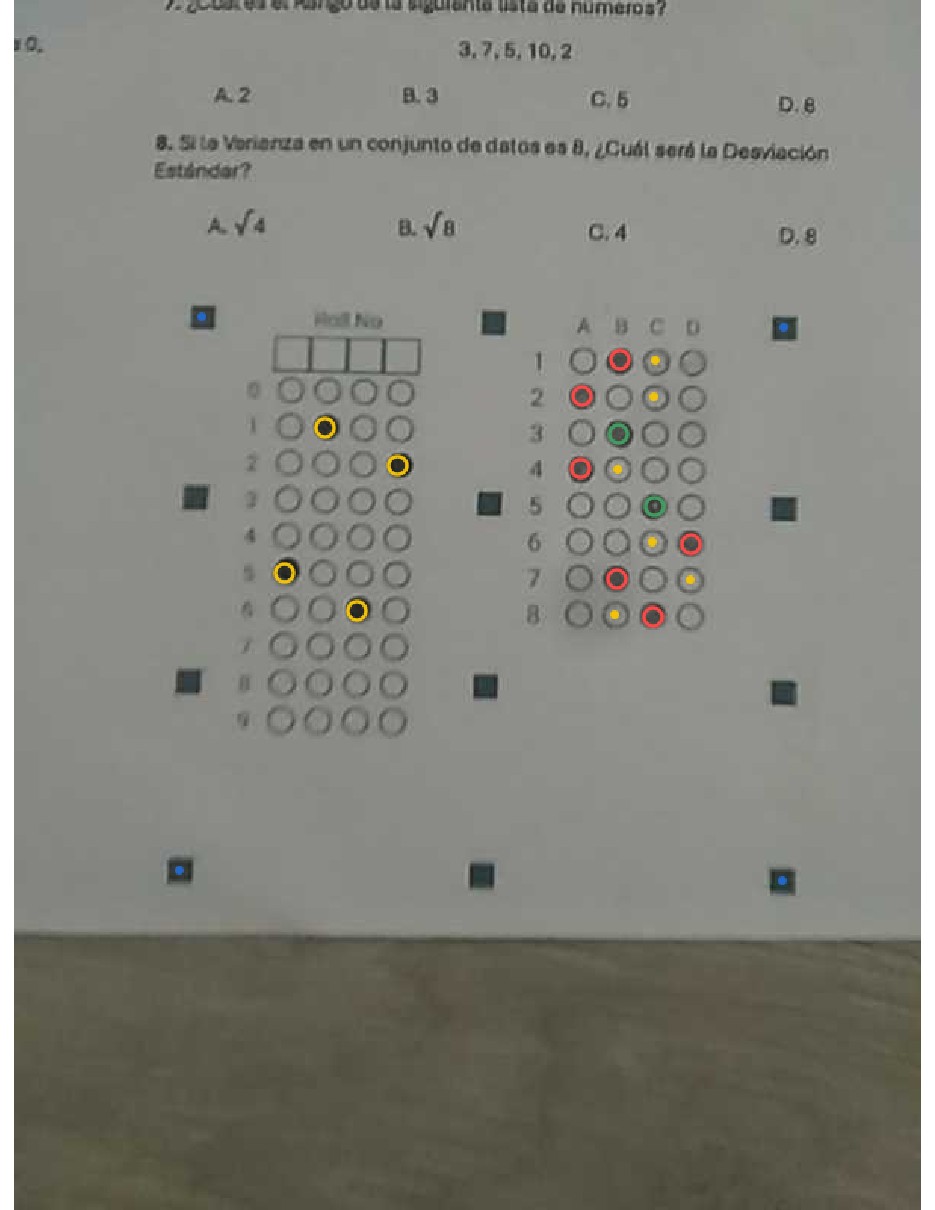 7. ¿Cuál es el Rango de la siguiente lista de números?
s 0.
3, 7, 5, 10, 2
A. 2 B. 3 C. 5 D. 8
8. Si la Varianza en un conjunto de datos es 8, ¿Cuál será la Desviación
Estándar?
A. √4 B. √8 C. 4 D. 8
Roll No
0
1
2
3
4
5
6
7
8
9
A B C D
1
2
3
4
5
6
7
8